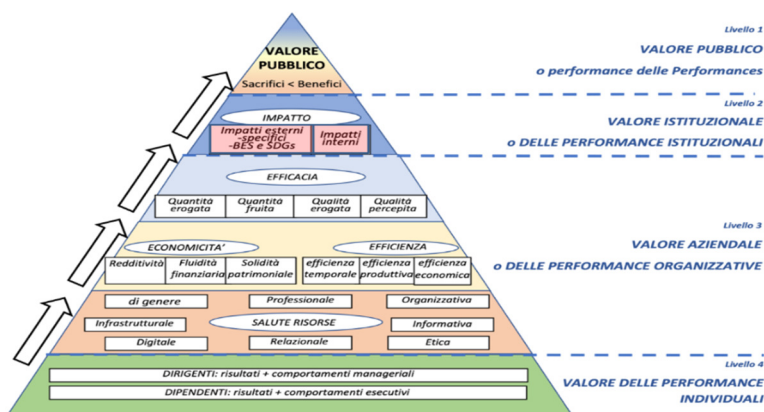 VALORE
PUBBLICO
Sacrifici < Benefici
Livello 1
VALORE PUBBLICO
o performance delle Performances
IMPATTO
Impatti esterni
-specifici
-BES e SDGs
Impatti
interni
Livello 2
VALORE ISTITUZIONALE
o DELLE PERFORMANCE ISTITUZIONALI
EFFICACIA
Quantità
erogata
Quantità
fruita
Qualità
erogata
Qualità
percepita
ECONOMICITA'
EFFICIENZA
Redditività
Fluidità
finanziaria
Solidità
patrimoniale
efficienza
temporale
efficienza
produttiva
efficienza
economica
Livello 3
VALORE AZIENDALE
o DELLE PERFORMANCE ORGANIZZATIVE
di genere
Professionale
Organizzativa
Infrastrutturale
SALUTE RISORSE
Informativa
Digitale
Relazionale
Etica
DIRIGENTI: risultati + comportamenti manageriali
DIPENDENTI: risultati + comportamenti esecutivi
Livello 4
VALORE DELLE PERFORMANCE
INDIVIDUALI